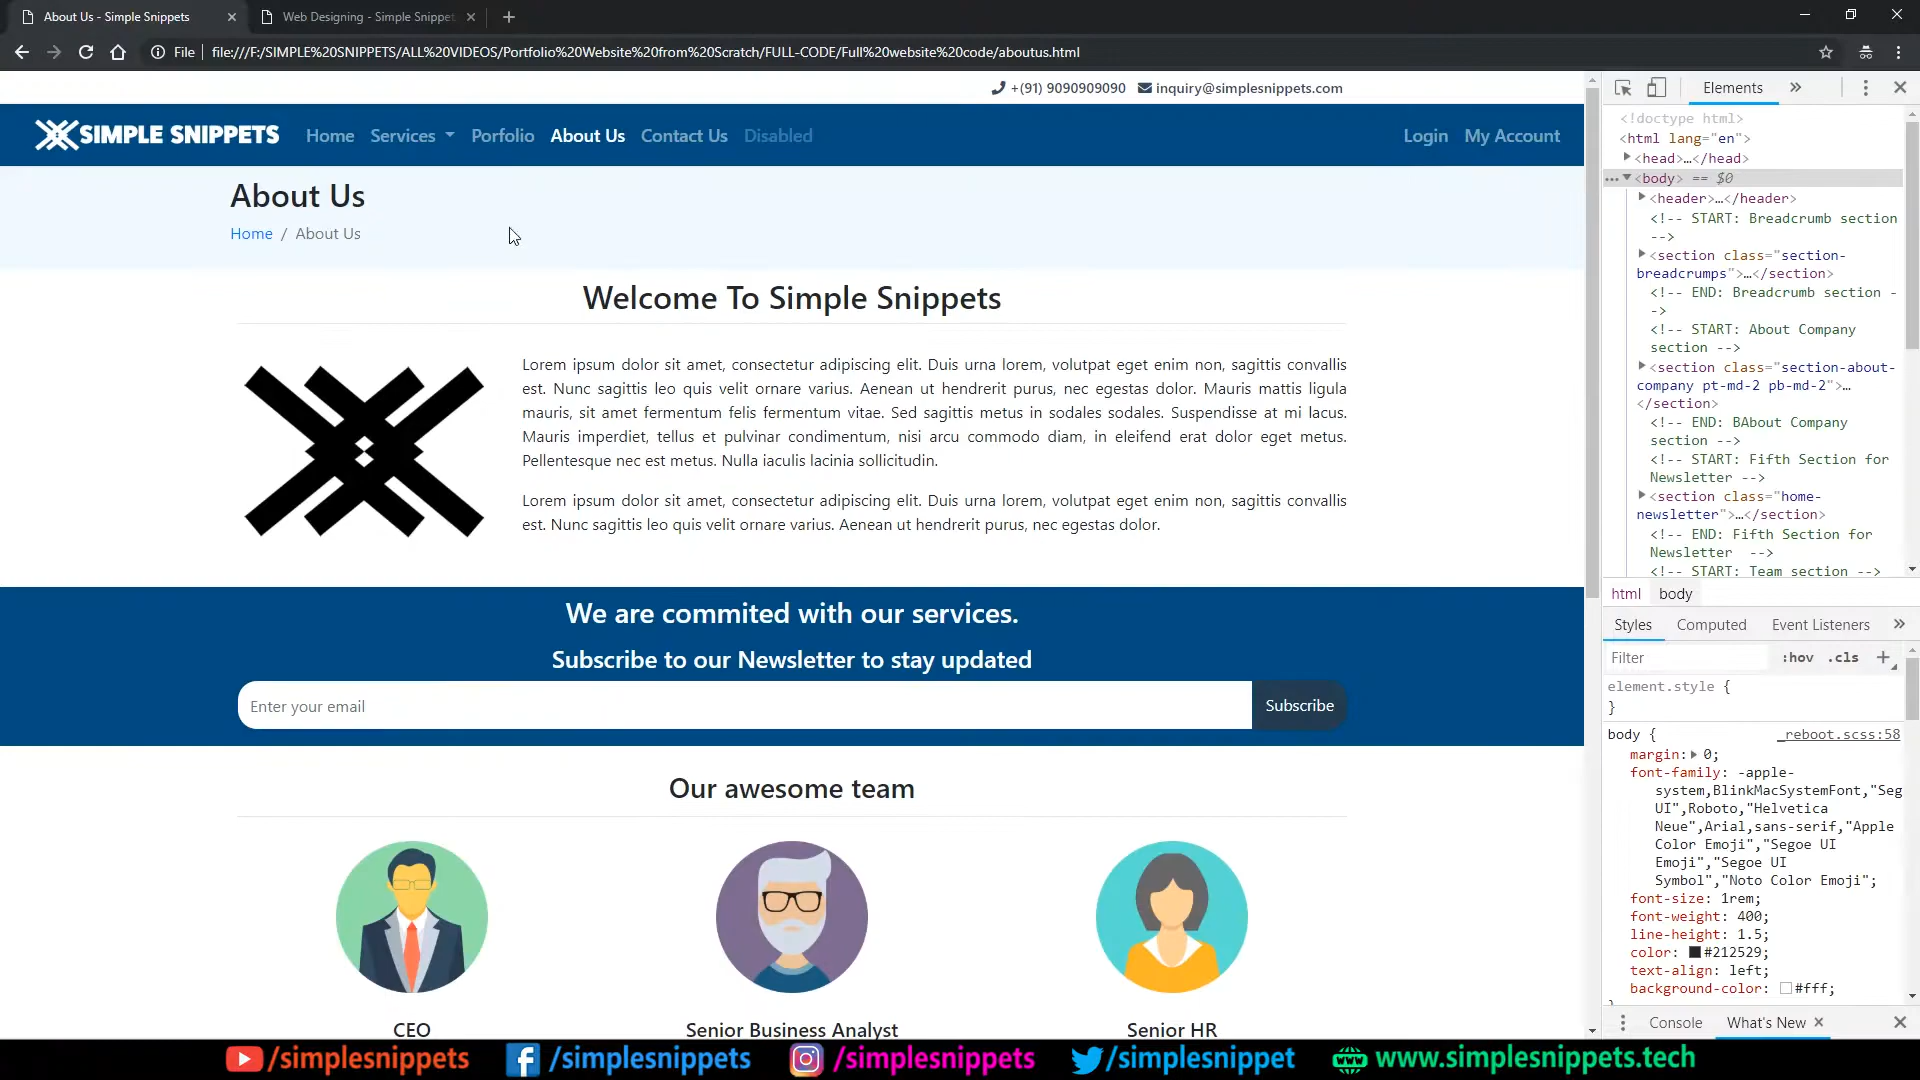 About Us - Simple Snippets
Web Designing - Simple Snippet
File | file:///F:/SIMPLE%20SNIPPETS/ALL%20VIDEOS/Portfolio%20Website%20from%20Scratch/FULL-CODE/Full%20website%20code/aboutus.html
+(91) 9090909090 inquiry@simplesnippets.com
SIMPLE SNIPPETS Home Services Porfolio About Us Contact Us Disabled Login My Account
About Us
Home / About Us
Welcome To Simple Snippets
Lorem ipsum dolor sit amet, consectetur adipiscing elit. Duis urna lorem, volutpat eget enim non, sagittis convallis
est. Nunc sagittis leo quis velit ornare varius. Aenean ut hendrerit purus, nec egestas dolor. Mauris mattis ligula
mauris, sit amet fermentum felis fermentum vitae. Sed sagittis metus in sodales sodales. Suspendisse at mi lacus.
Mauris imperdiet, tellus et pulvinar condimentum, nisi arcu commodo diam, in eleifend erat dolor eget metus.
Pellentesque nec est metus. Nulla iaculis lacinia sollicitudin.
Lorem ipsum dolor sit amet, consectetur adipiscing elit. Duis urna lorem, volutpat eget enim non, sagittis convallis
est. Nunc sagittis leo quis velit ornare varius. Aenean ut hendrerit purus, nec egestas dolor.
We are commited with our services.
Subscribe to our Newsletter to stay updated
Enter your email Subscribe
Our awesome team
CEO Senior Business Analyst Senior HR
Elements
<!doctype html>
<html lang="en">
<head>…</head>
<body> == $0
<header>…</header>
<!-- START: Breadcrumb section
-->
<section class="section-
breadcrumps">…</section>
<!-- END: Breadcrumb section -
->
<!-- START: About Company
section -->
<section class="section-about-
company pt-md-2 pb-md-2">…
</section>
<!-- END: BAbout Company
section -->
<!-- START: Fifth Section for
Newsletter -->
<section class="home-
newsletter">…</section>
<!-- END: Fifth Section for
Newsletter -->
<!-- START: Team section -->
html body
Styles Computed Event Listeners
Filter :hov .cls
element.style {
}
body { _reboot.scss:58
margin: 0;
font-family: -apple-
system,BlinkMacSystemFont,"Seg
UI",Roboto,"Helvetica
Neue",Arial,sans-serif,"Apple
Color Emoji","Segoe UI
Emoji","Segoe UI
Symbol","Noto Color Emoji";
font-size: 1rem;
font-weight: 400;
line-height: 1.5;
color: #212529;
text-align: left;
background-color: #fff;
Console What's New
/simplesnippets /simplesnippets /simplesnippets /simplesnippet www.simplesnippets.tech